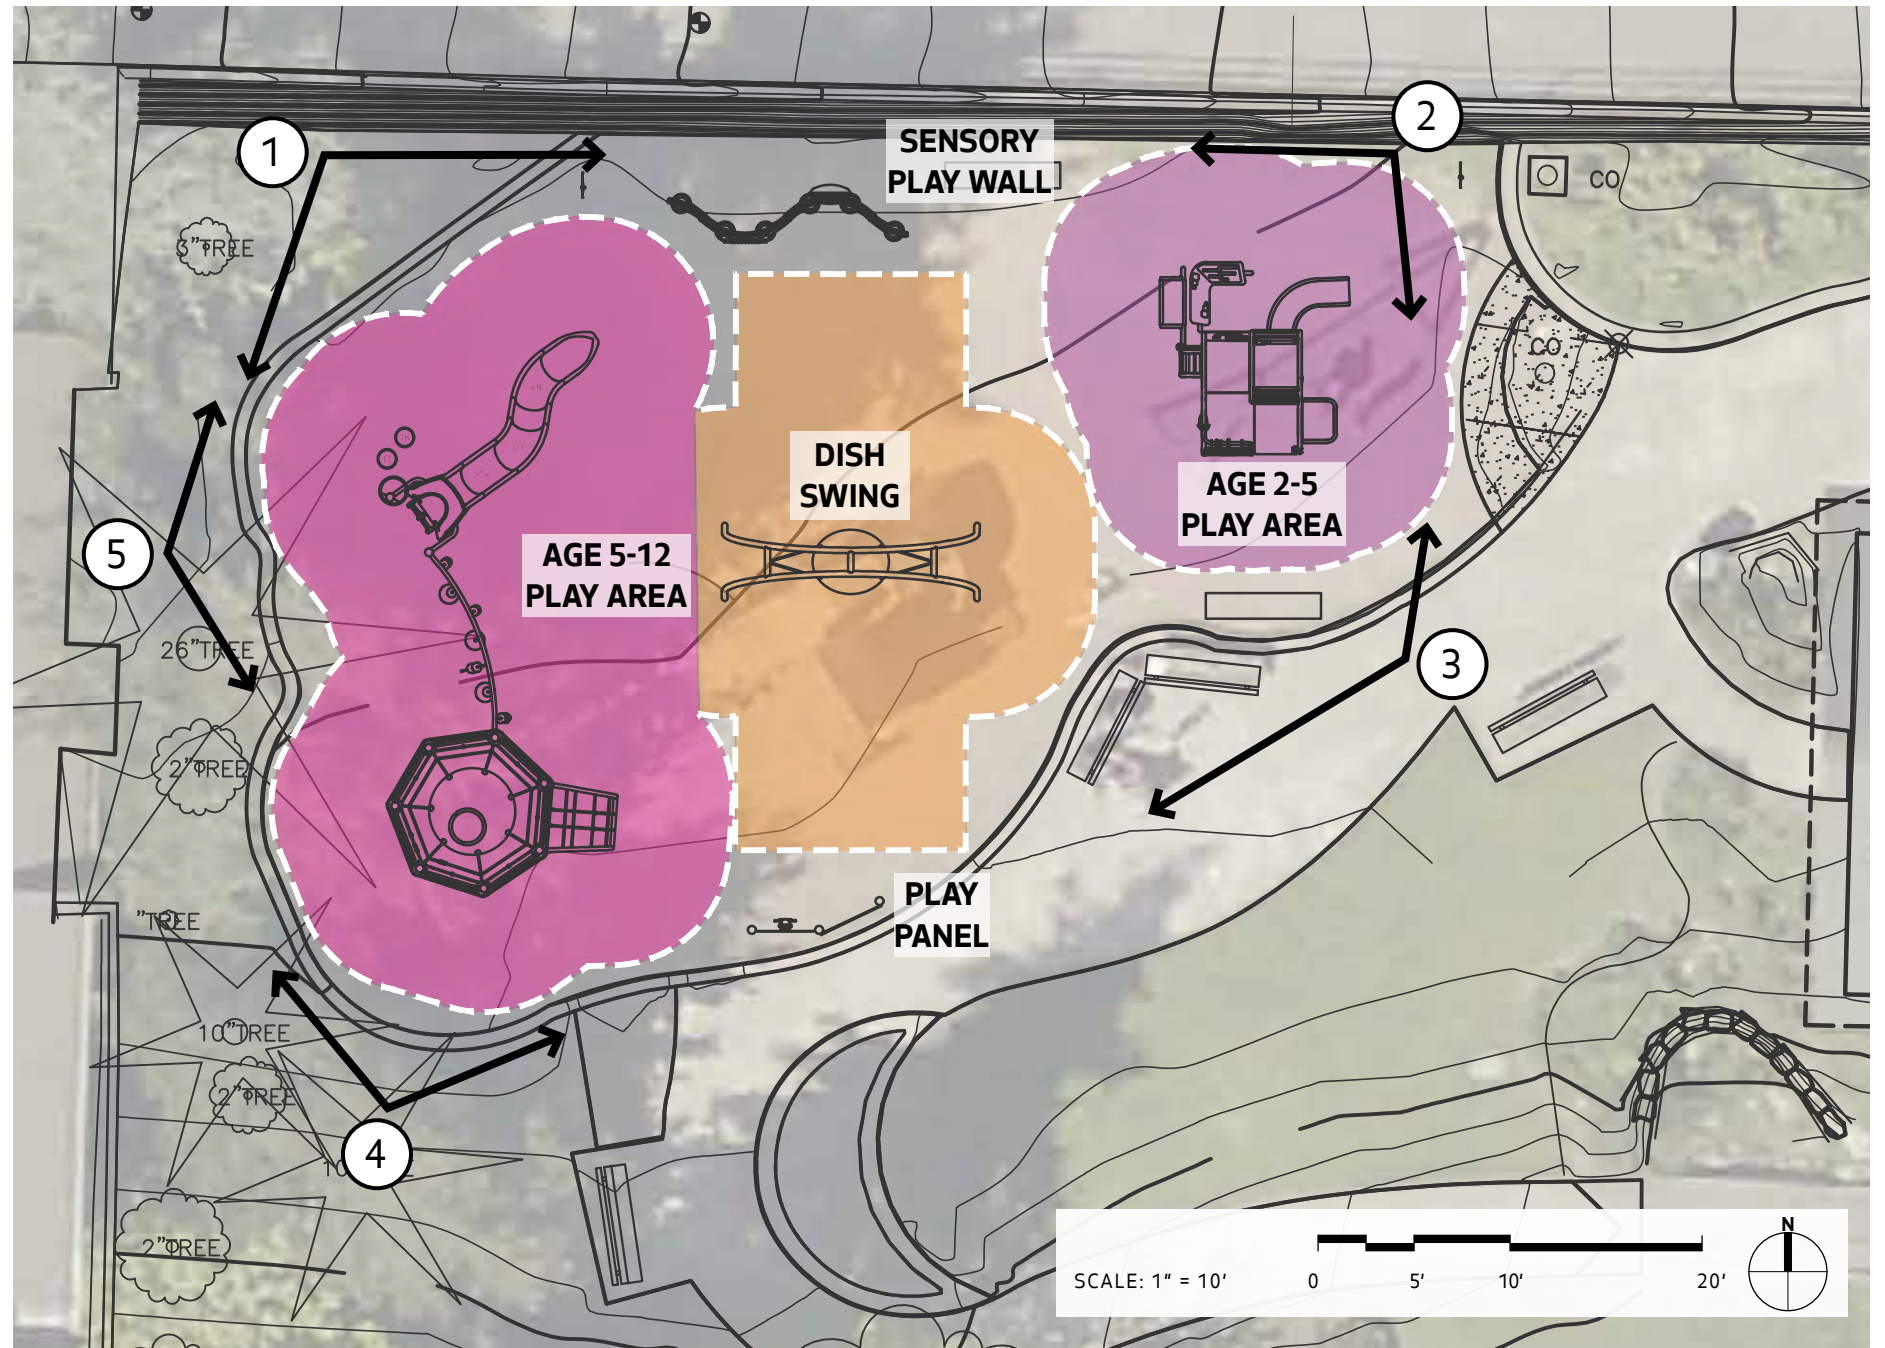 1
2
SENSORY
PLAY WALL
CO
3"TREE
CO
DISH
SWING
AGE 2-5
PLAY AREA
5
AGE 5-12
PLAY AREA
26"TREE
3
2"TREE
PLAY
PANEL
"TREE
10"TREE
2"TREE
4
2"TREE
N
SCALE: 1" = 10'
0
5'
10'
20'